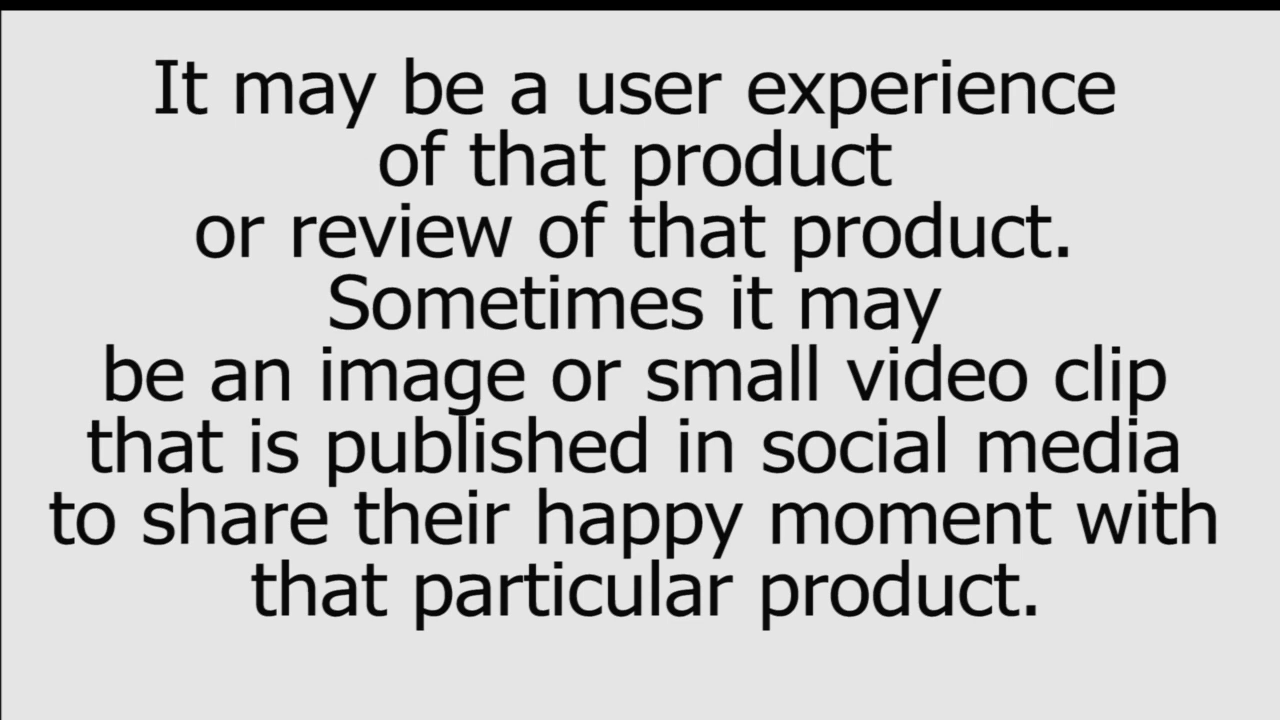 It may be a user experience
of that product
or review of that product.
Sometimes it may
be an image or small video clip
that is published in social media
to share their happy moment with
that particular product.